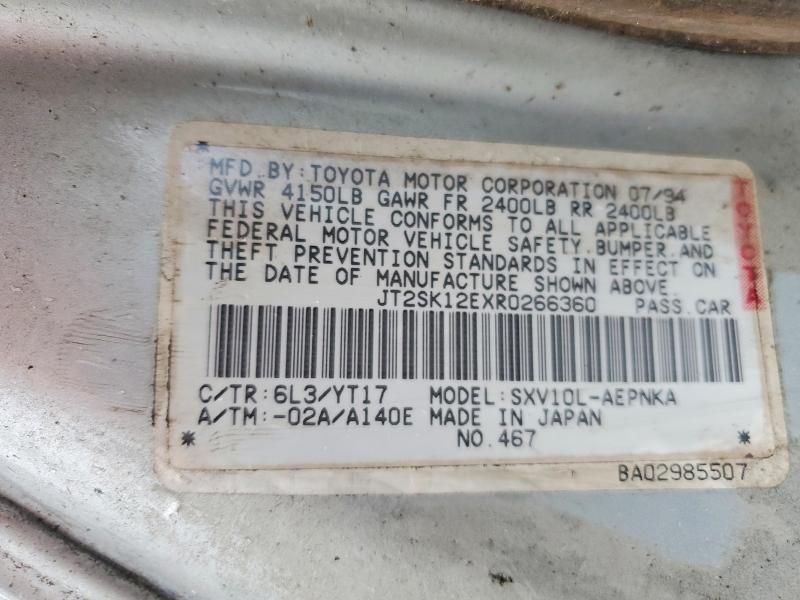 MFD. BY: TOYOTA MOTOR CORPORATION 07/94
GVWR 4150LB GAWR FR 2400LB RR 2400LB
THIS VEHICLE CONFORMS TO ALL APPLICABLE
FEDERAL MOTOR VEHICLE SAFETY.BUMPER.AND
THEFT PREVENTION STANDARDS IN EFFECT ON
THE DATE OF MANUFACTURE SHOWN ABOVE.
JT2SK12EXR0266360 PASS.CAR
TOYOTA
C/TR:6L3/YT17 MODEL:SXV10L-AEPNKA
A/TM:-02A/A140E MADE IN JAPAN
NO.467
BA02985507